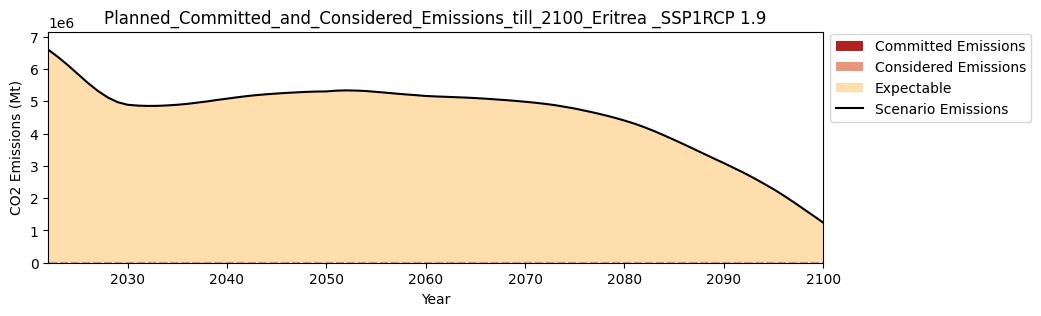 Planned_Committed_and_Considered_Emissions_till_2100_Eritrea _SSP1RCP 1.9
1e6
7
6
5
4
3
2
1
0
CO2 Emissions (Mt)
2030 2040 2050 2060 2070 2080 2090 2100
Year
Committed Emissions
Considered Emissions
Expectable
Scenario Emissions